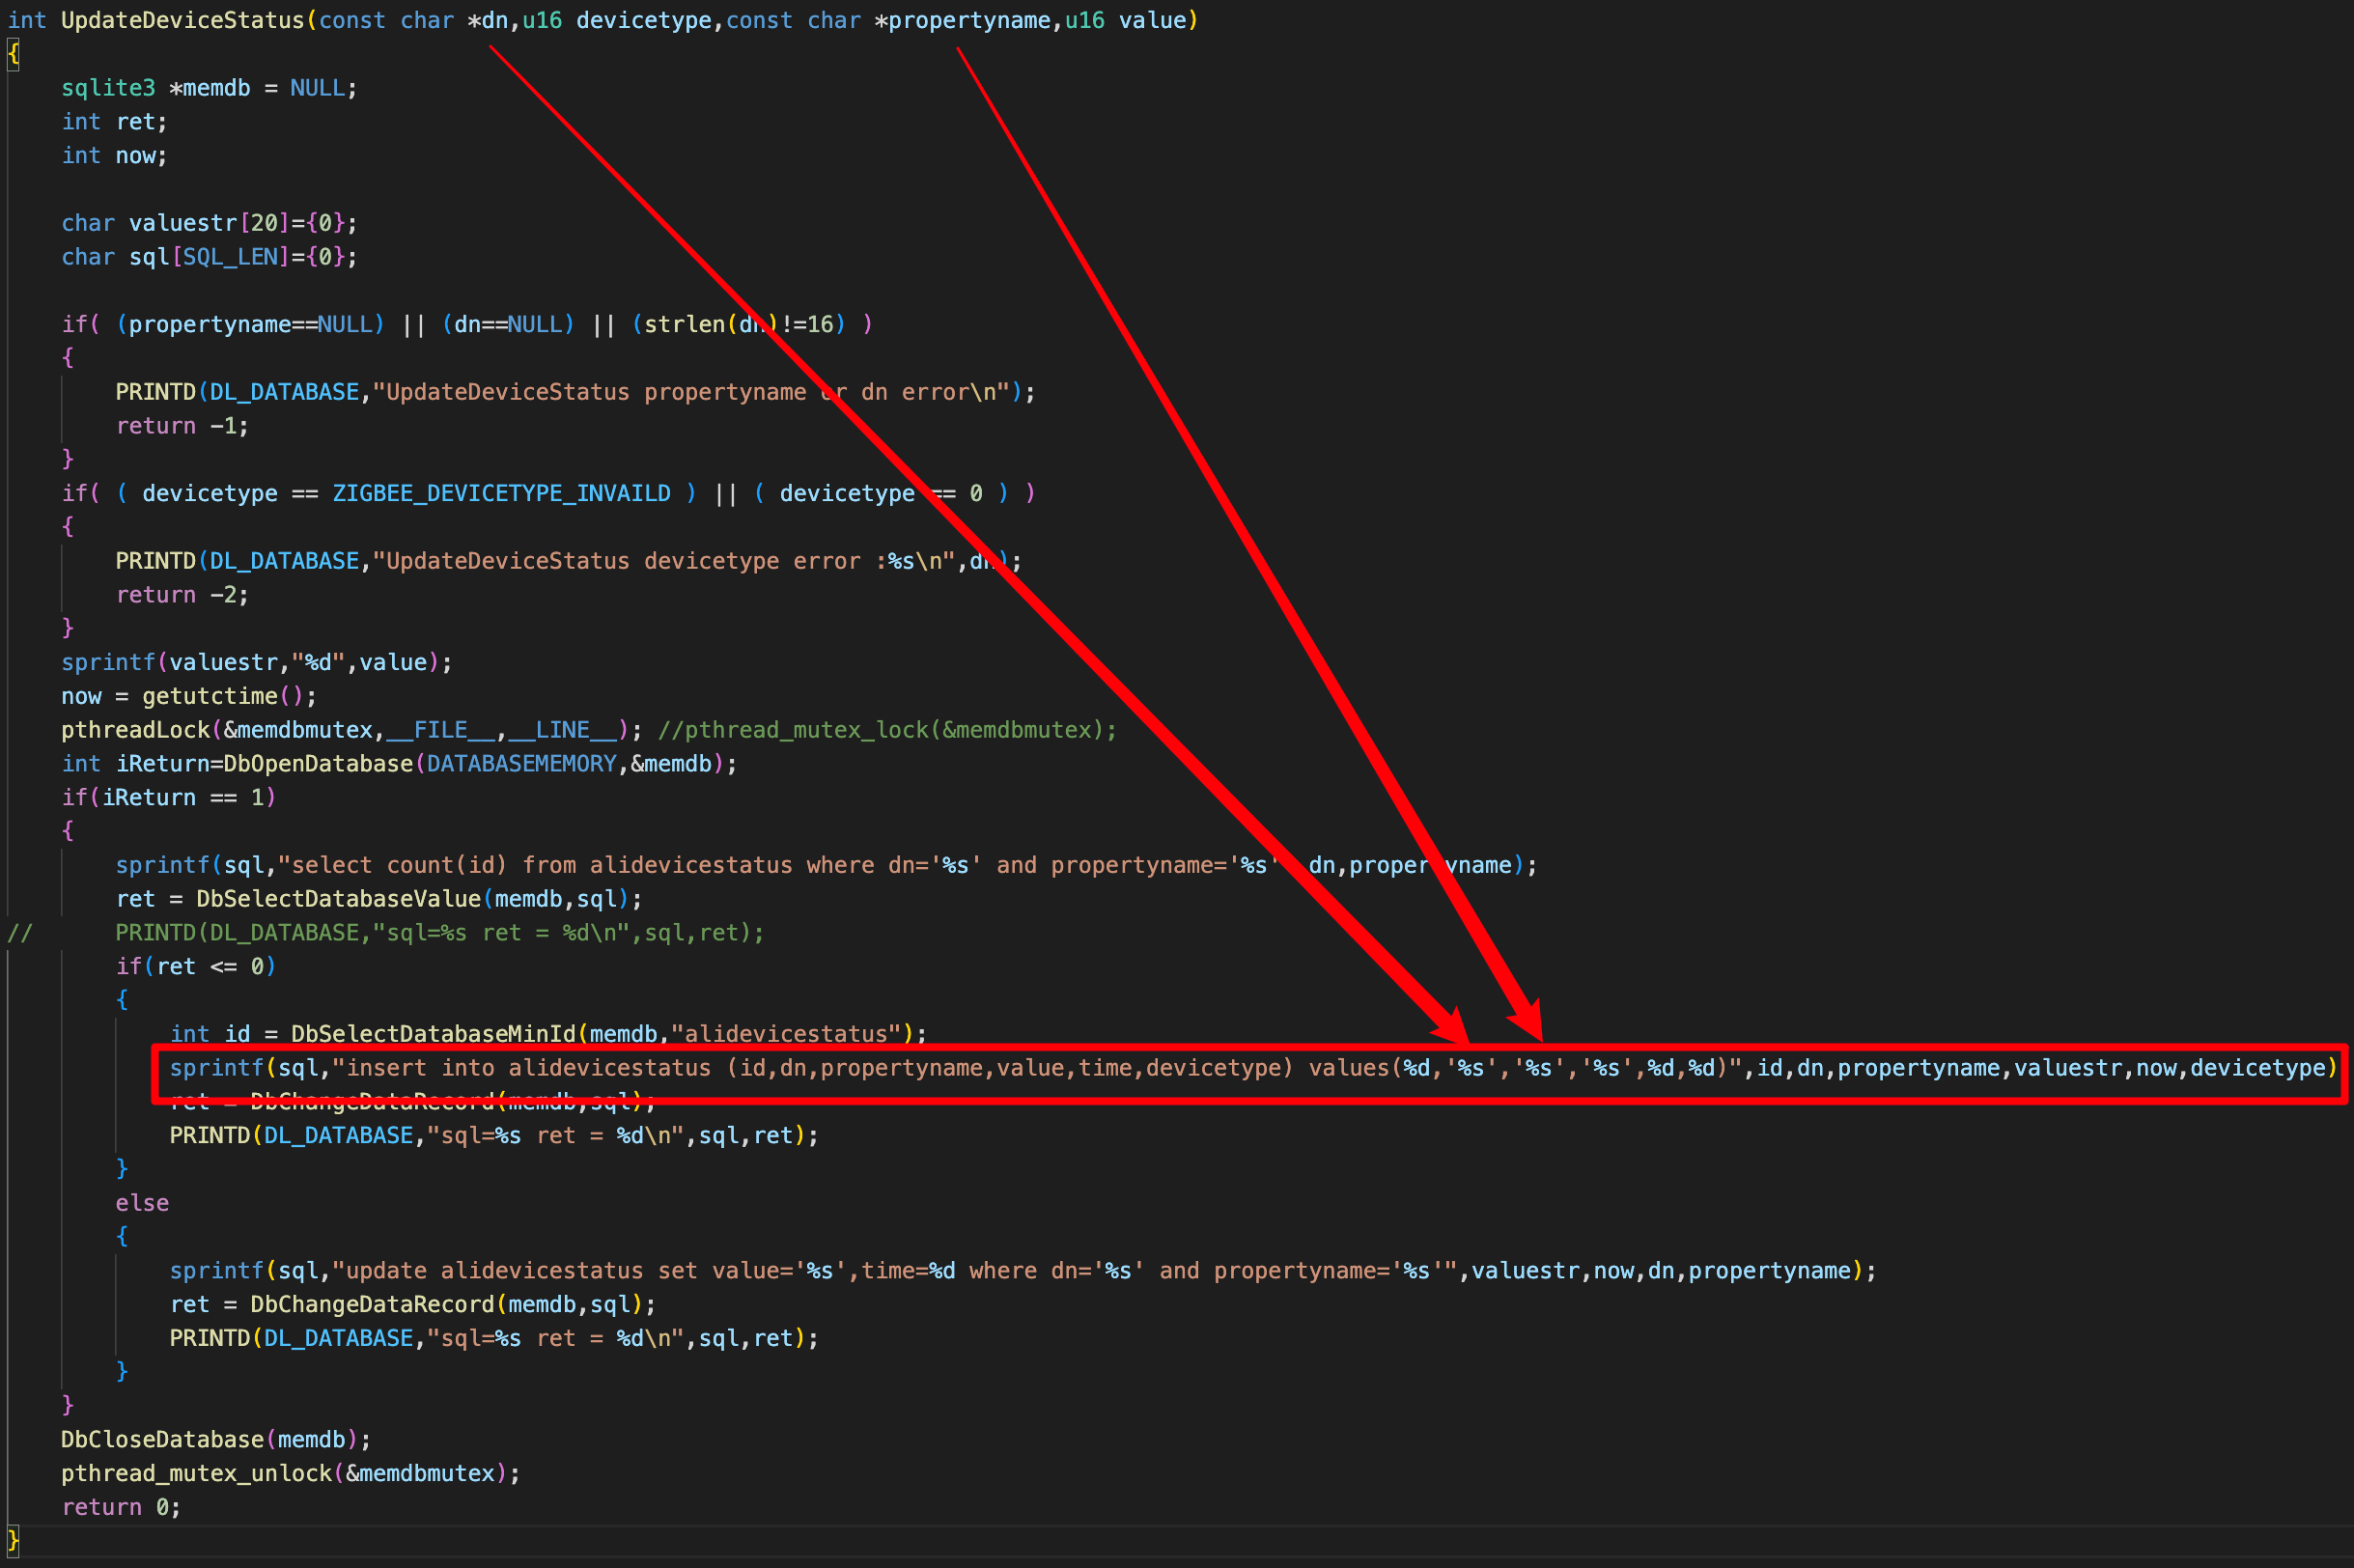 int UpdateDeviceStatus(const char *dn,u16 devicetype,const char *propertyname,u16 value)
{
    sqlite3 *memdb = NULL;
    int ret;
    int now;
    char valuestr[20]={0};
    char sql[SQL_LEN]={0};
    if( (propertyname==NULL) || (dn==NULL) || (strlen(dn)!=16) )
    {
        PRINTD(DL_DATABASE,"UpdateDeviceStatus propertyname or dn error\n");
        return -1;
    }
    if( ( devicetype == ZIGBEE_DEVICETYPE_INVAILD ) || ( devicetype == 0 ) )
    {
        PRINTD(DL_DATABASE,"UpdateDeviceStatus devicetype error :%s\n",dn);
        return -2;
    }
    sprintf(valuestr,"%d",value);
    now = getutctime();
    pthreadLock(&memdbmutex,__FILE__,__LINE__); //pthread_mutex_lock(&memdbmutex);
    int iReturn=DbOpenDatabase(DATABASEMEMORY,&memdb);
    if(iReturn == 1)
    {
        sprintf(sql,"select count(id) from alidevicestatus where dn='%s' and propertyname='%s'",dn,propertyname);
        ret = DbSelectDatabaseValue(memdb,sql);
//      PRINTD(DL_DATABASE,"sql=%s ret = %d\n",sql,ret);
        if(ret <= 0)
        {
            int id = DbSelectDatabaseMinId(memdb,"alidevicestatus");
            sprintf(sql,"insert into alidevicestatus (id,dn,propertyname,value,time,devicetype) values(%d,'%s','%s','%s',%d,%d)",id,dn,propertyname,valuestr,now,devicetype)
            ret = DbChangeDataRecord(memdb,sql);
            PRINTD(DL_DATABASE,"sql=%s ret = %d\n",sql,ret);
        }
        else
        {
            sprintf(sql,"update alidevicestatus set value='%s',time=%d where dn='%s' and propertyname='%s'",valuestr,now,dn,propertyname);
            ret = DbChangeDataRecord(memdb,sql);
            PRINTD(DL_DATABASE,"sql=%s ret = %d\n",sql,ret);
        }
    }
    DbCloseDatabase(memdb);
    pthread_mutex_unlock(&memdbmutex);
    return 0;
}